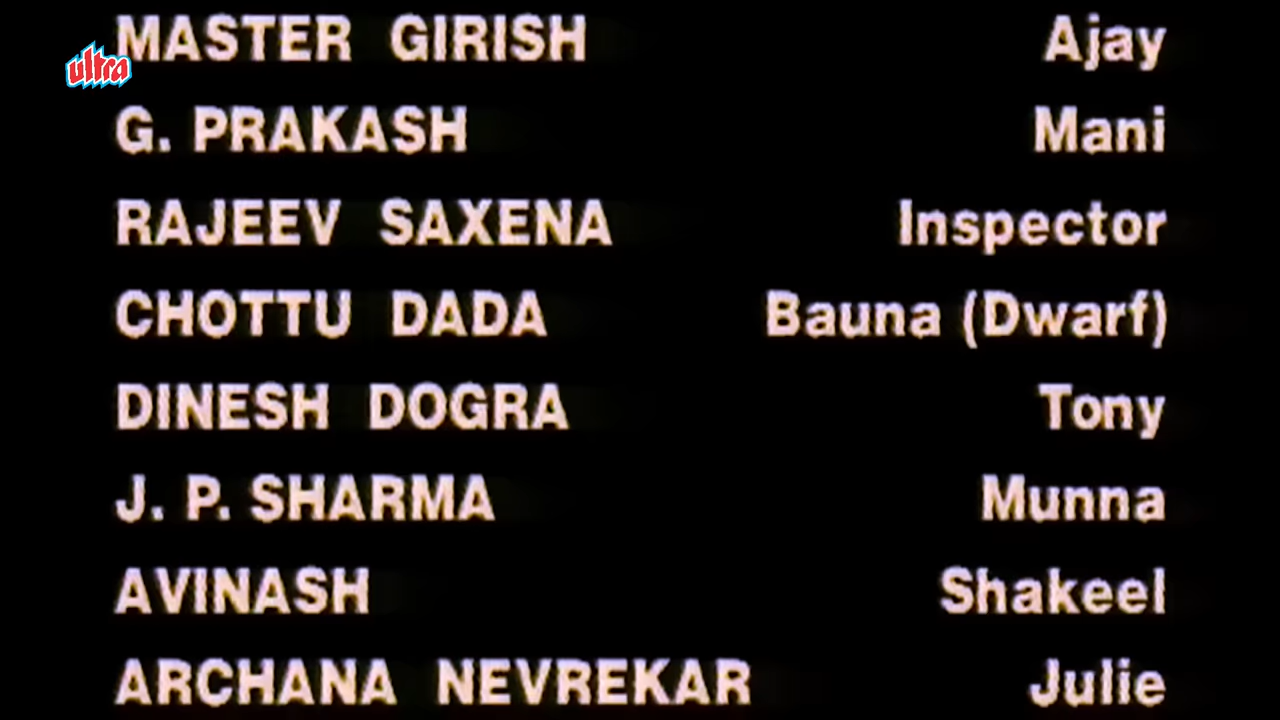 ultra
MASTER GIRISH Ajay
G. PRAKASH Mani
RAJEEV SAXENA Inspector
CHOTTU DADA Bauna (Dwarf)
DINESH DOGRA Tony
J. P. SHARMA Munna
AVINASH Shakeel
ARCHANA NEVREKAR Julie